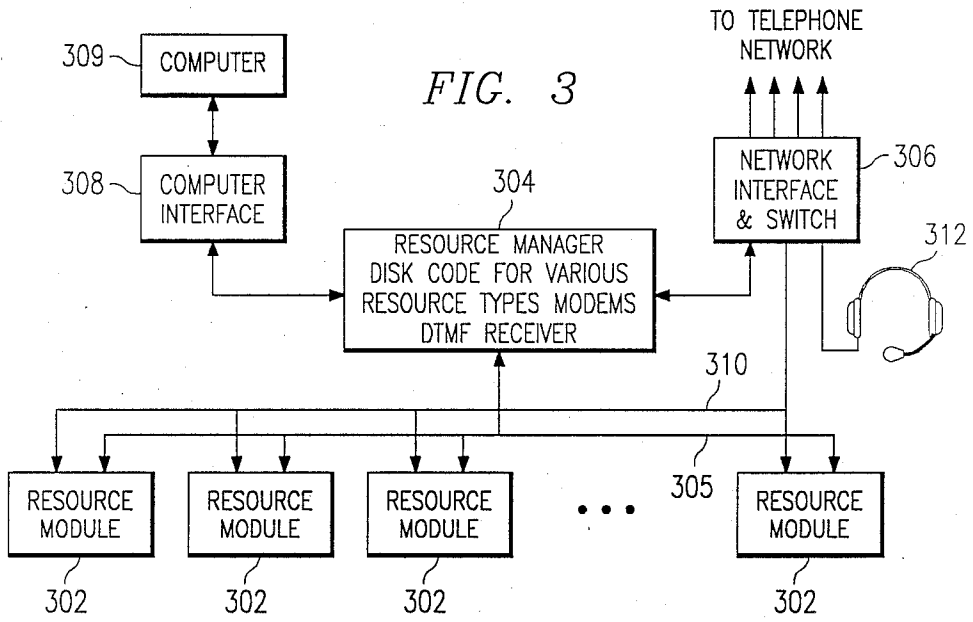 TO TELEPHONE
NETWORK
309
COMPUTER
FIG. 3
308
COMPUTER
INTERFACE
304
NETWORK
INTERFACE
& SWITCH
306
RESOURCE MANAGER
DISK CODE FOR VARIOUS
RESOURCE TYPES MODEMS
DTMF RECEIVER
312
310
305
RESOURCE
MODULE
RESOURCE
MODULE
RESOURCE
MODULE
• • •
RESOURCE
MODULE
302
302
302
302